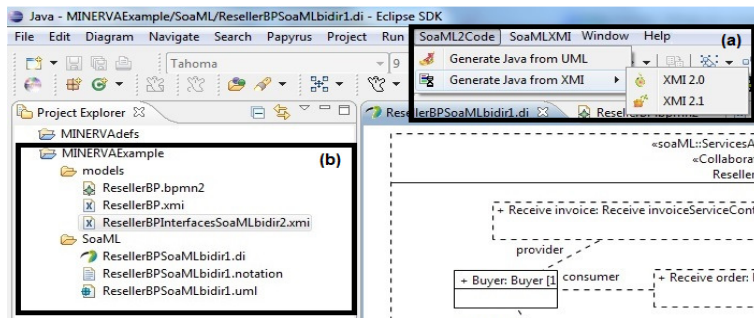 Java - MINERVAExample/SoaML/ResellerBPSoaMLbidir1.di - Eclipse SDK
File Edit Diagram Navigate Search Papyrus Project Run SoaML2Code SoaMLXMI Window Help (a)
Tahoma 9
Generate Java from UML
Generate Java from XMI
XMI 2.0
XMI 2.1
Project Explorer
ResellerBPSoaMLbidir1.di
MINERVAdefs
MINERVAExample (b)
models
ResellerBP.bpmn2
ResellerBP.xmi
ResellerBPInterfacesSoaMLbidir2.xmi
SoaML
ResellerBPSoaMLbidir1.di
ResellerBPSoaMLbidir1.notation
ResellerBPSoaMLbidir1.uml
«soaML::ServicesA
«Collaborat
Reseller
+ Receive invoice: Receive invoiceServiceCont
provider
+ Buyer: Buyer [1
consumer
+ Receive order: